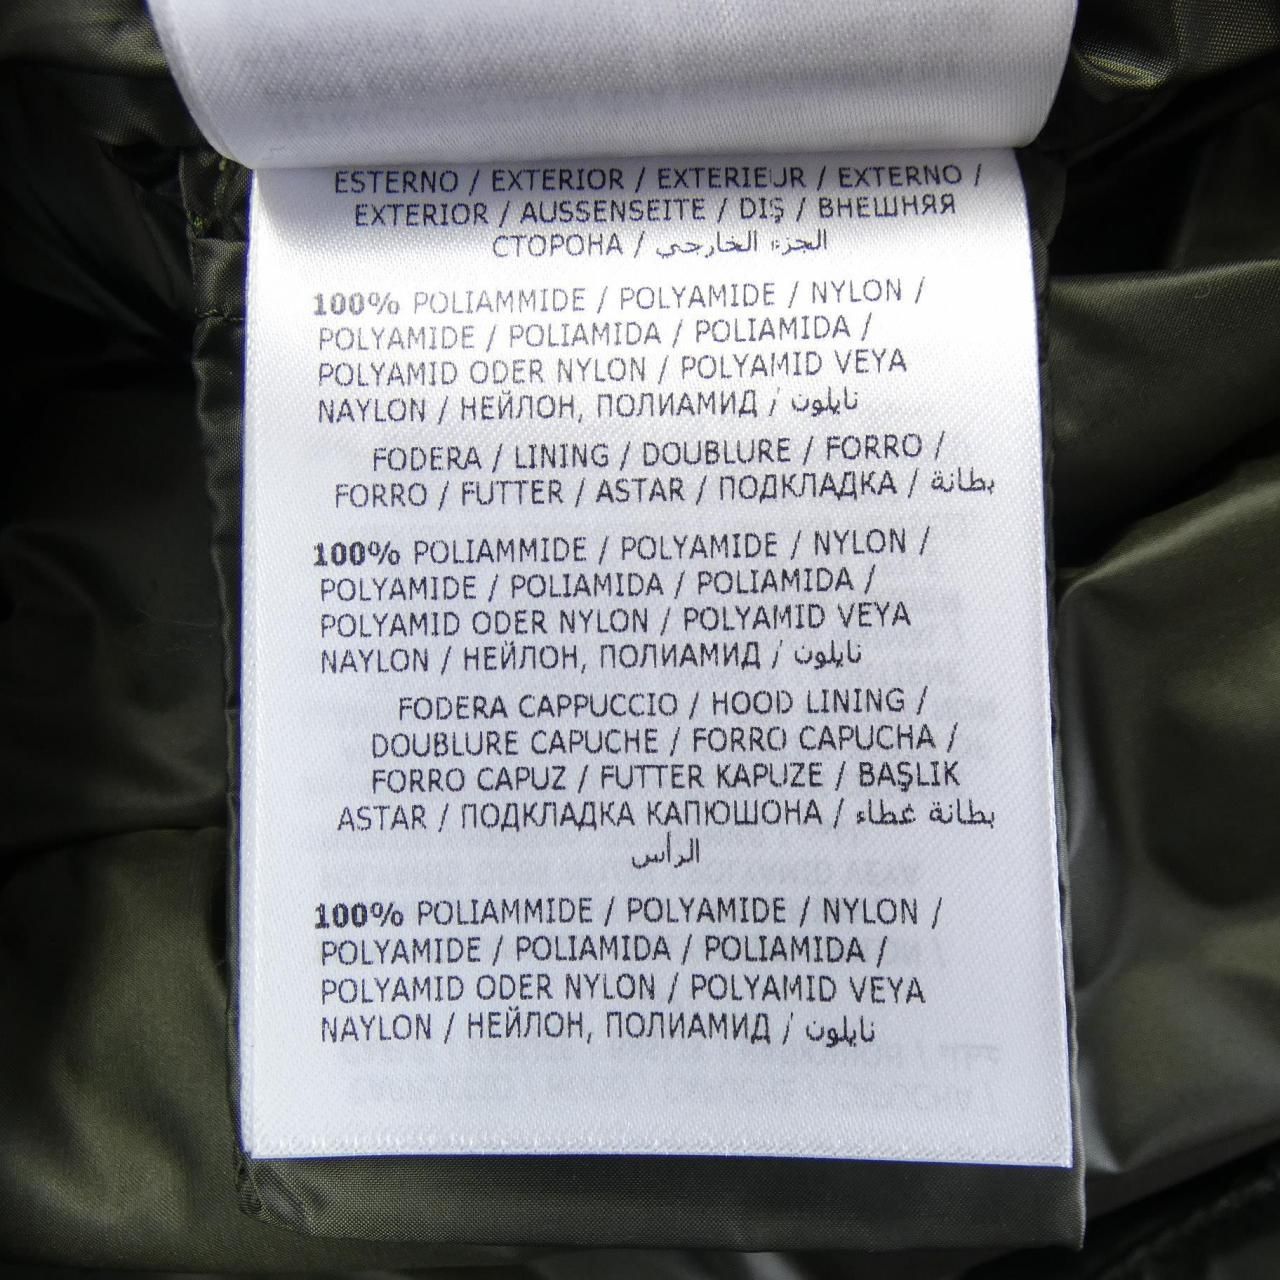 ESTERNO / EXTERIOR / EXTERIEUR / EXTERNO /
EXTERIOR / AUSSENSEITE / DIŞ / ВНЕШНЯЯ
СТОРОНА / الجزء الخارجي
100% POLIAMMIDE / POLYAMIDE / NYLON /
POLYAMIDE / POLIAMIDA / POLIAMIDA /
POLYAMID ODER NYLON / POLYAMID VEYA
NAYLON / НЕЙЛОН, ПОЛИАМИД / نايلون
FODERA / LINING / DOUBLURE / FORRO /
FORRO / FUTTER / ASTAR / ПОДКЛАДКА / بطانة
100% POLIAMMIDE / POLYAMIDE / NYLON /
POLYAMIDE / POLIAMIDA / POLIAMIDA /
POLYAMID ODER NYLON / POLYAMID VEYA
NAYLON / НЕЙЛОН, ПОЛИАМИД / نايلون
FODERA CAPPUCCIO / HOOD LINING /
DOUBLURE CAPUCHE / FORRO CAPUCHA /
FORRO CAPUZ / FUTTER KAPUZE / BAŞLIK
ASTAR / ПОДКЛАДКА КАПЮШОНА / بطانة غطاء
الرأس
100% POLIAMMIDE / POLYAMIDE / NYLON /
POLYAMIDE / POLIAMIDA / POLIAMIDA /
POLYAMID ODER NYLON / POLYAMID VEYA
NAYLON / НЕЙЛОН, ПОЛИАМИД / نايلون